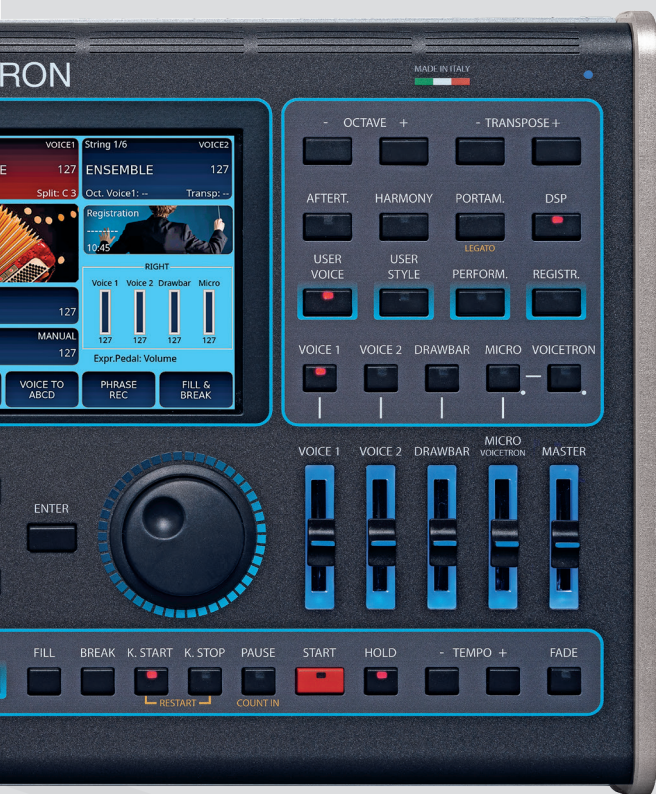 RON
MADE IN ITALY
VOICE1
E 127
Split: C 3
String 1/6 VOICE2
ENSEMBLE 127
Oct. Voice1: -- Transp: --
Registration
--------
10:45
RIGHT
Voice 1 Voice 2 Drawbar Micro
127 127 127 127
Expr.Pedal: Volume
127
MANUAL
127
VOICE TO
ABCD
PHRASE
REC
FILL &
BREAK
- OCTAVE + - TRANSPOSE +
AFTERT. HARMONY PORTAM. DSP
LEGATO
USER
VOICE
USER
STYLE
PERFORM. REGISTR.
VOICE 1 VOICE 2 DRAWBAR MICRO VOICETRON
VOICE 1 VOICE 2 DRAWBAR
MICRO
VOICETRON
MASTER
ENTER
FILL BREAK K. START K. STOP PAUSE START HOLD - TEMPO + FADE
RESTART COUNT IN